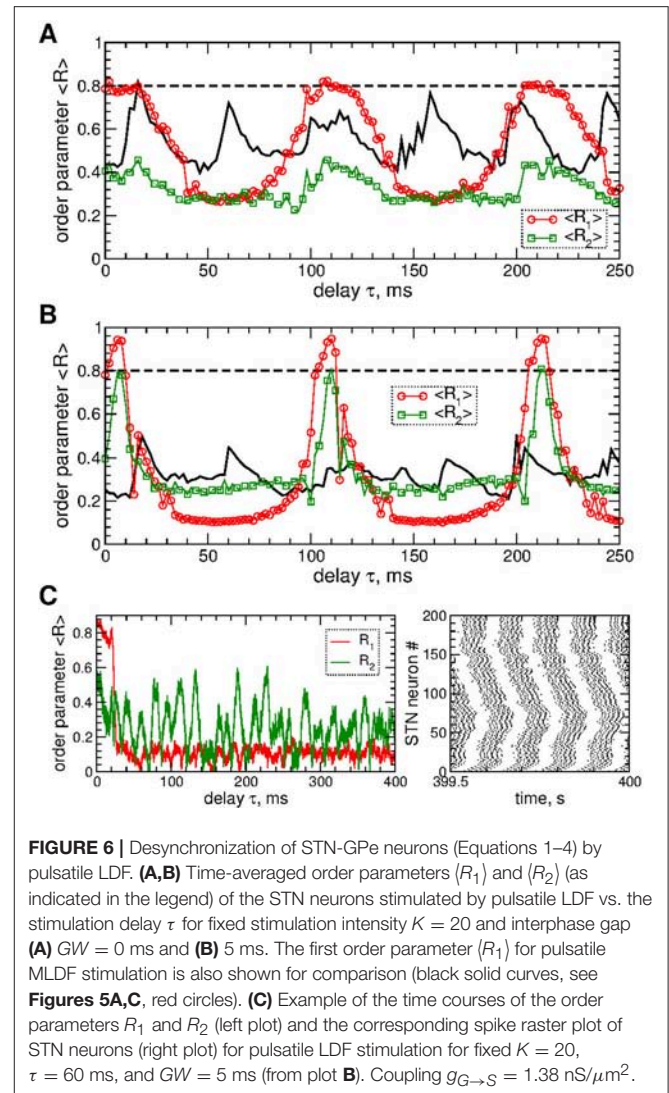 A
order parameter <R>
1
0.8
0.6
0.4
0.2
0
<R₁>
<R₂>
0 50 100 150 200 250
delay τ, ms
B
order parameter <R>
1
0.8
0.6
0.4
0.2
0
<R₁>
<R₂>
0 50 100 150 200 250
delay τ, ms
C
order parameter <R>
0.8
0.6
0.4
0.2
0
R₁
R₂
0 100 200 300 400
delay τ, ms
STN neuron #
200
150
100
50
0
399.5 400
time, s
FIGURE 6 | Desynchronization of STN-GPe neurons (Equations 1–4) by
pulsatile LDF. (A,B) Time-averaged order parameters ⟨R₁⟩ and ⟨R₂⟩ (as
indicated in the legend) of the STN neurons stimulated by pulsatile LDF vs. the
stimulation delay τ for fixed stimulation intensity K = 20 and interphase gap
(A) GW = 0 ms and (B) 5 ms. The first order parameter ⟨R₁⟩ for pulsatile
MLDF stimulation is also shown for comparison (black solid curves, see
Figures 5A,C, red circles). (C) Example of the time courses of the order
parameters R₁ and R₂ (left plot) and the corresponding spike raster plot of
STN neurons (right plot) for pulsatile LDF stimulation for fixed K = 20,
τ = 60 ms, and GW = 5 ms (from plot B). Coupling g_G→S = 1.38 nS/μm².